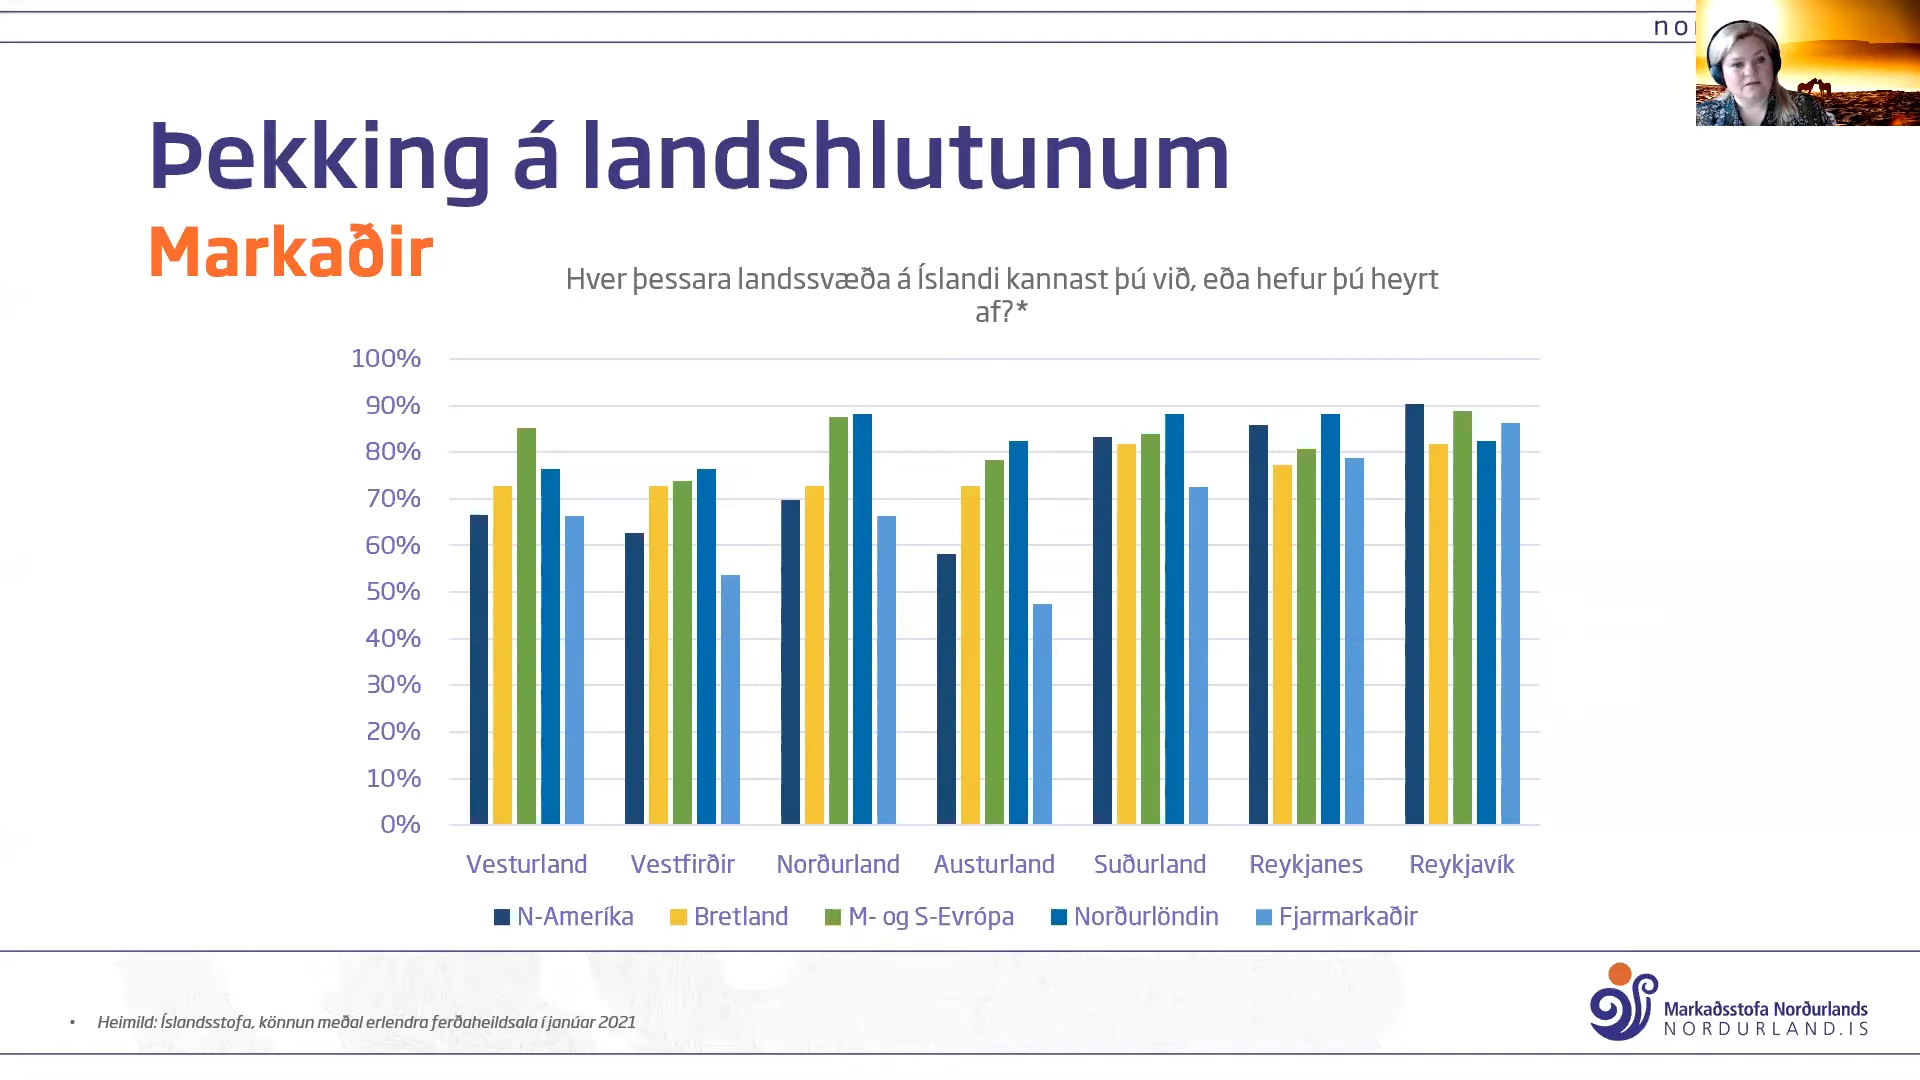 Þekking á landshlutunum
Markaðir
Hver þessara landssvæða á Íslandi kannast þú við, eða hefur þú heyrt
af?*
100%
90%
80%
70%
60%
50%
40%
30%
20%
10%
0%
Vesturland Vestfirðir Norðurland Austurland Suðurland Reykjanes Reykjavík
N-Ameríka Bretland M- og S-Evrópa Norðurlöndin Fjarmarkaðir
• Heimild: Íslandsstofa, könnun meðal erlendra ferðaheildsala í janúar 2021
Markaðsstofa Norðurlands
NORDURLAND.IS